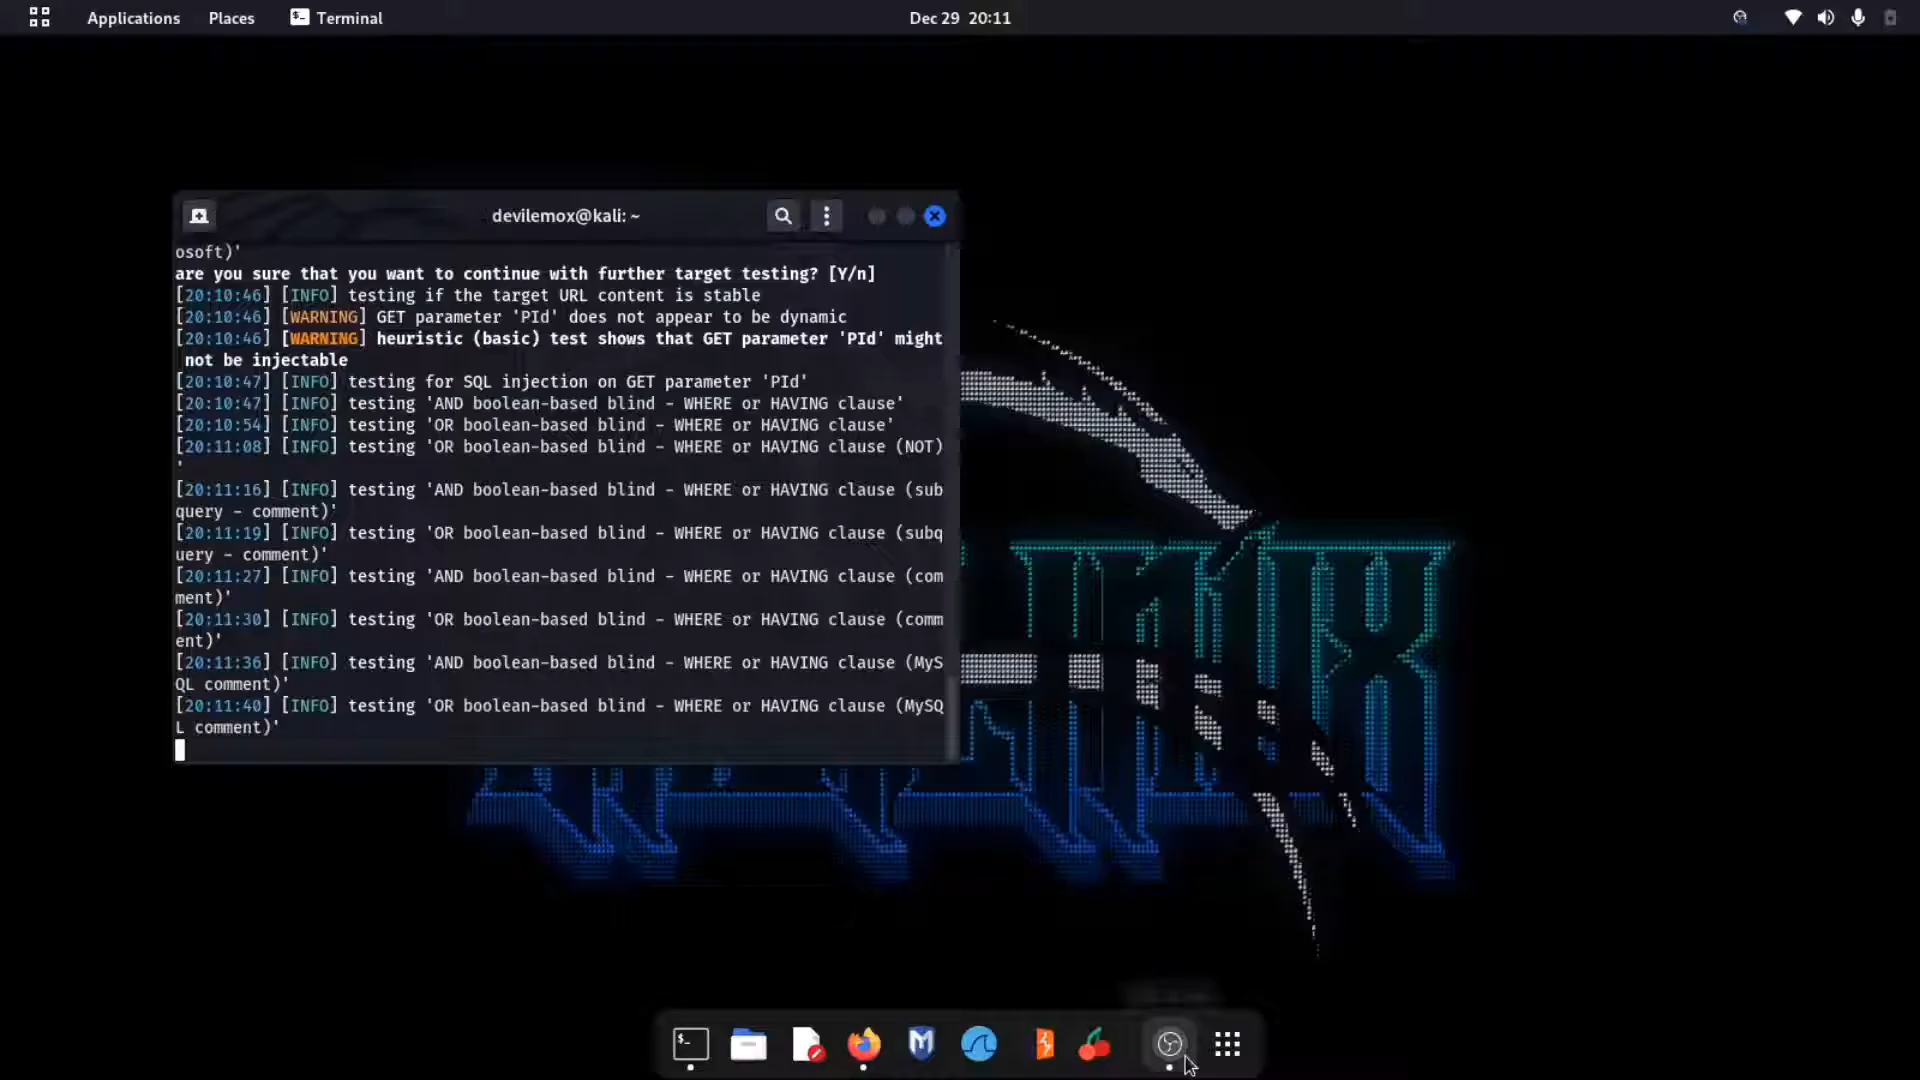 Applications Places Terminal Dec 29 20:11
devilemox@kali: ~
osoft)'
are you sure that you want to continue with further target testing? [Y/n]
[20:10:46] [INFO] testing if the target URL content is stable
[20:10:46] [WARNING] GET parameter 'PId' does not appear to be dynamic
[20:10:46] [WARNING] heuristic (basic) test shows that GET parameter 'PId' might
not be injectable
[20:10:47] [INFO] testing for SQL injection on GET parameter 'PId'
[20:10:47] [INFO] testing 'AND boolean-based blind - WHERE or HAVING clause'
[20:10:54] [INFO] testing 'OR boolean-based blind - WHERE or HAVING clause'
[20:11:08] [INFO] testing 'OR boolean-based blind - WHERE or HAVING clause (NOT)
'
[20:11:16] [INFO] testing 'AND boolean-based blind - WHERE or HAVING clause (sub
query - comment)'
[20:11:19] [INFO] testing 'OR boolean-based blind - WHERE or HAVING clause (subq
uery - comment)'
[20:11:27] [INFO] testing 'AND boolean-based blind - WHERE or HAVING clause (com
ment)'
[20:11:30] [INFO] testing 'OR boolean-based blind - WHERE or HAVING clause (comm
ent)'
[20:11:36] [INFO] testing 'AND boolean-based blind - WHERE or HAVING clause (MyS
QL comment)'
[20:11:40] [INFO] testing 'OR boolean-based blind - WHERE or HAVING clause (MySQ
L comment)'